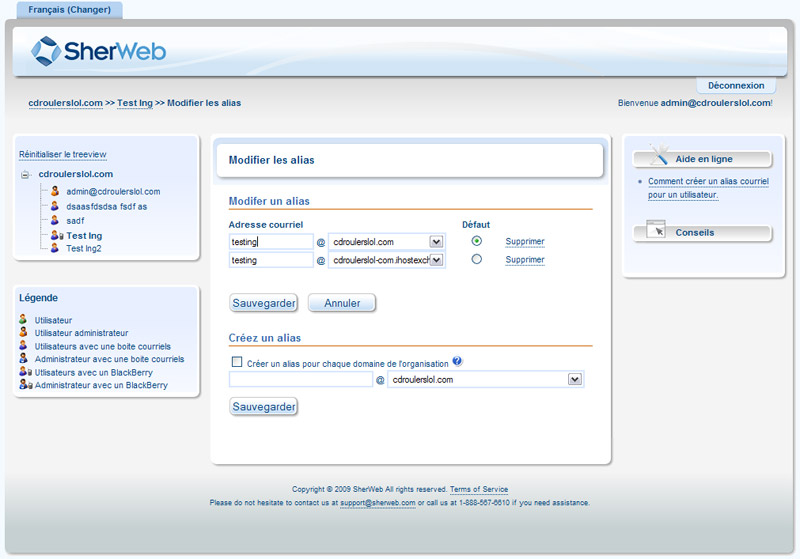 Français (Changer)
SherWeb
Déconnexion
cdroulerslol.com >> Test Ing >> Modifier les alias
Bienvenue admin@cdroulerslol.com!
Réinitialiser le treeview
cdroulerslol.com
admin@cdroulerslol.com
dsaasfdsdsa fsdf as
sadf
Test Ing
Test Ing2
Légende
Utilisateur
Utilisateur administrateur
Utilisateurs avec une boite courriels
Administrateur avec une boite courriels
Utlisateurs avec un BlackBerry
Administrateur avec un BlackBerry
Modifier les alias
Modifer un alias
Adresse courriel Défaut
testing @ cdroulerslol.com Supprimer
testing @ cdroulerslol-com.ihostexch Supprimer
Sauvegarder Annuler
Créez un alias
Créer un alias pour chaque domaine de l'organisation
@ cdroulerslol.com
Sauvegarder
Aide en ligne
Comment créer un alias courriel
pour un utilisateur.
Conseils
Copyright © 2009 SherWeb All rights reserved. Terms of Service
Please do not hesitate to contact us at support@sherweb.com or call us at 1-888-567-6610 if you need assistance.